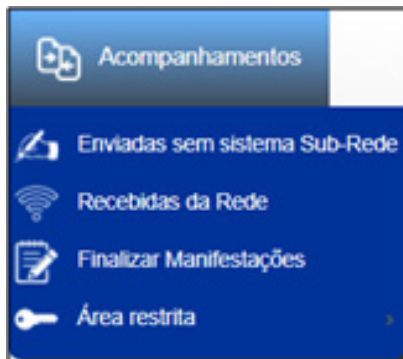 Acompanhamentos
Enviadas sem sistema Sub-Rede
Recebidas da Rede
Finalizar Manifestações
Área restrita